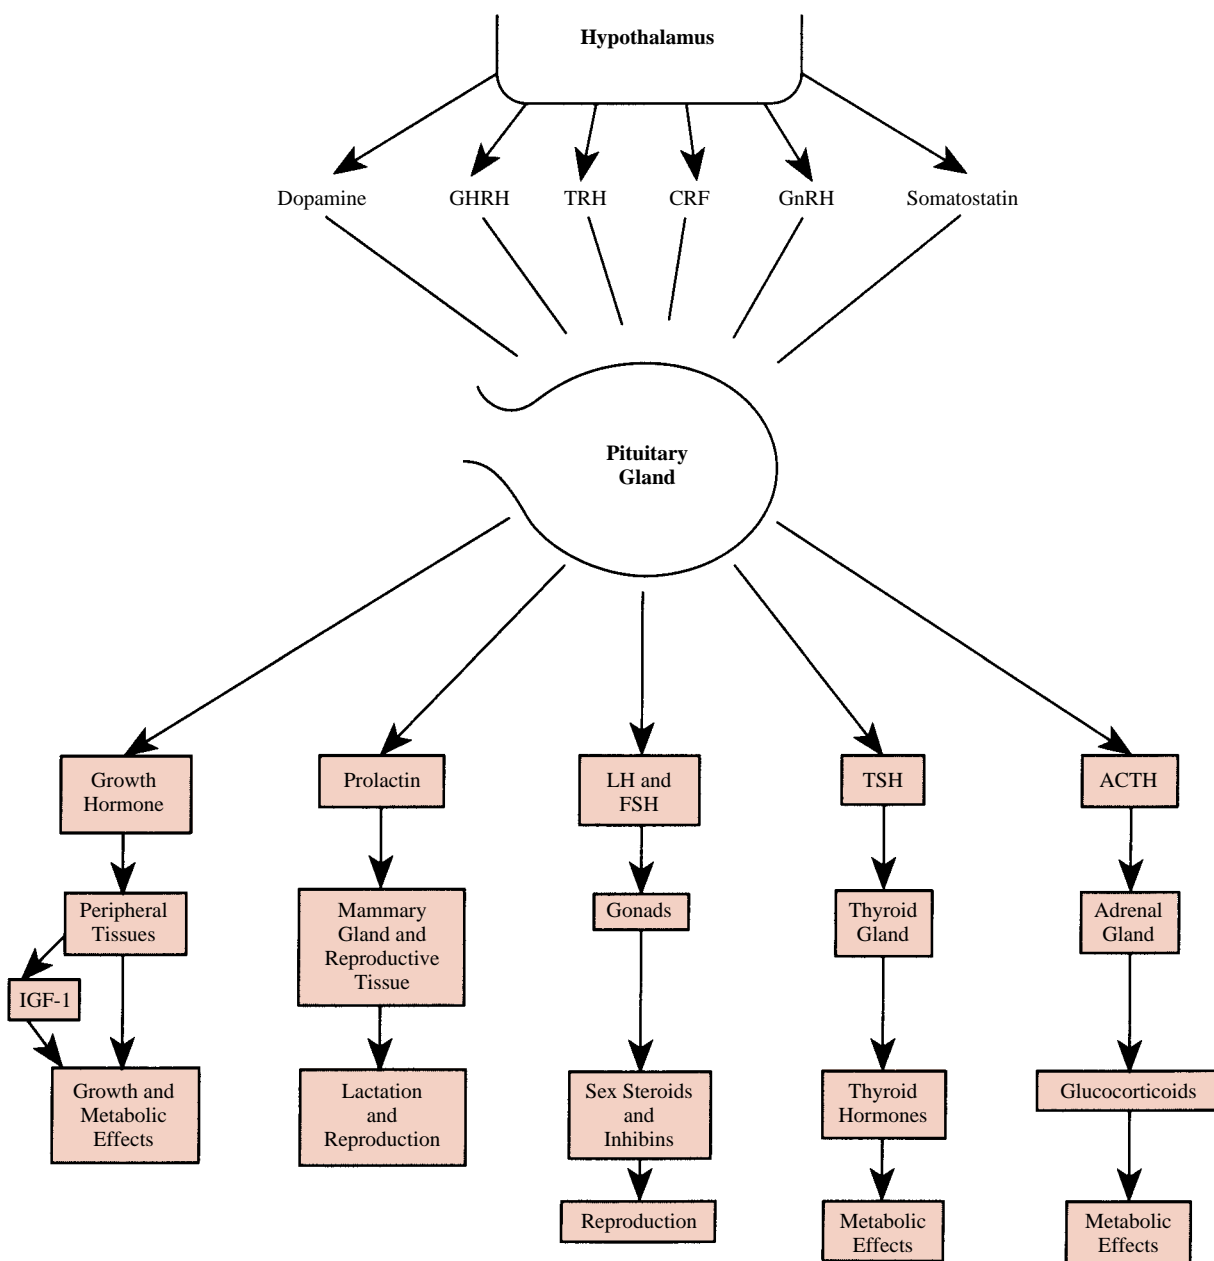 Hypothalamus
Dopamine
GHRH
TRH
CRF
GnRH
Somatostatin
Pituitary
Gland
Growth
Hormone
Prolactin
LH and
FSH
TSH
ACTH
Peripheral
Tissues
Mammary
Gland and
Reproductive
Tissue
Gonads
Thyroid
Gland
Adrenal
Gland
IGF-1
Growth and
Metabolic
Effects
Lactation
and
Reproduction
Sex Steroids
and
Inhibins
Thyroid
Hormones
Glucocorticoids
Reproduction
Metabolic
Effects
Metabolic
Effects